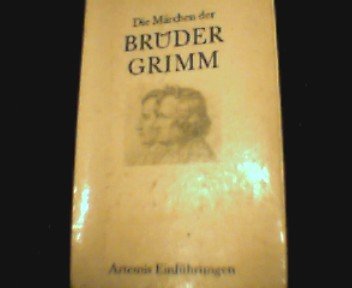 Die Märchen der
BRÜDER
GRIMM
Artemis Einführungen